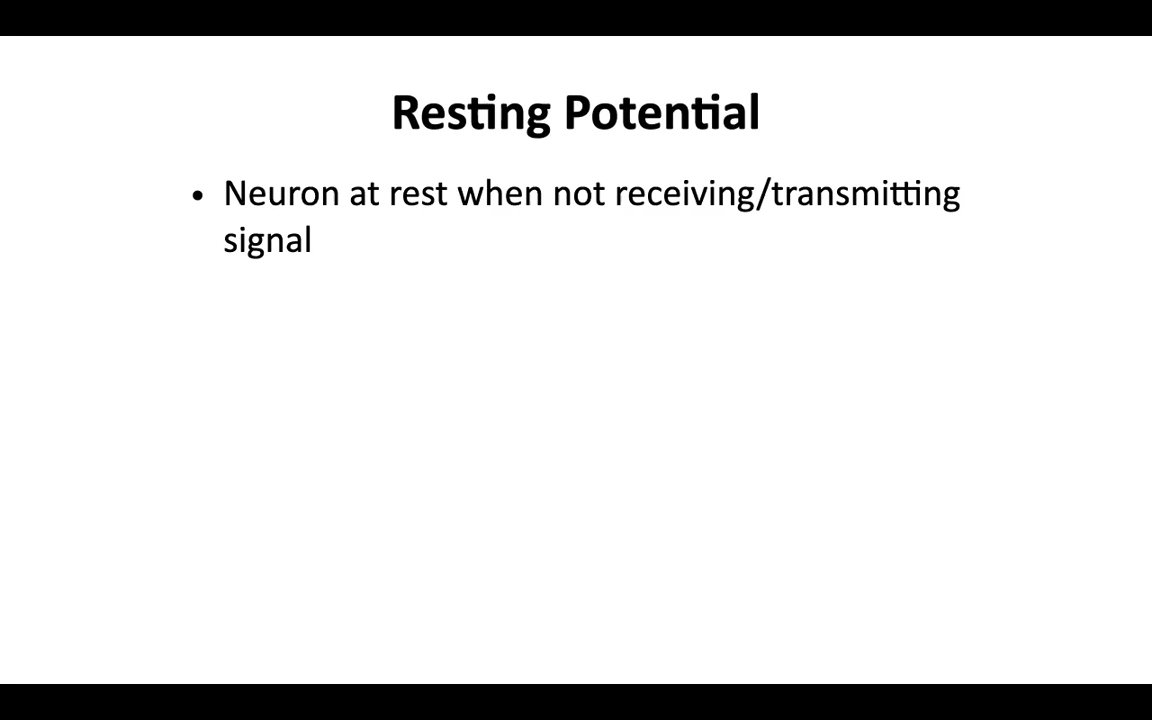 Resting Potential
• Neuron at rest when not receiving/transmitting
signal